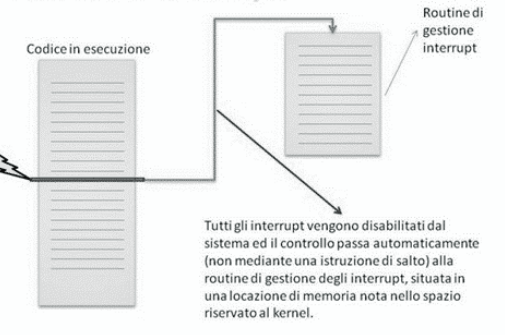 Codice in esecuzione
Routine di
gestione
interrupt
Tutti gli interrupt vengono disabilitati dal
sistema ed il controllo passa automaticamente
(non mediante una istruzione di salto) alla
routine di gestione degli interrupt, situata in
una locazione di memoria nota nello spazio
riservato al kernel.